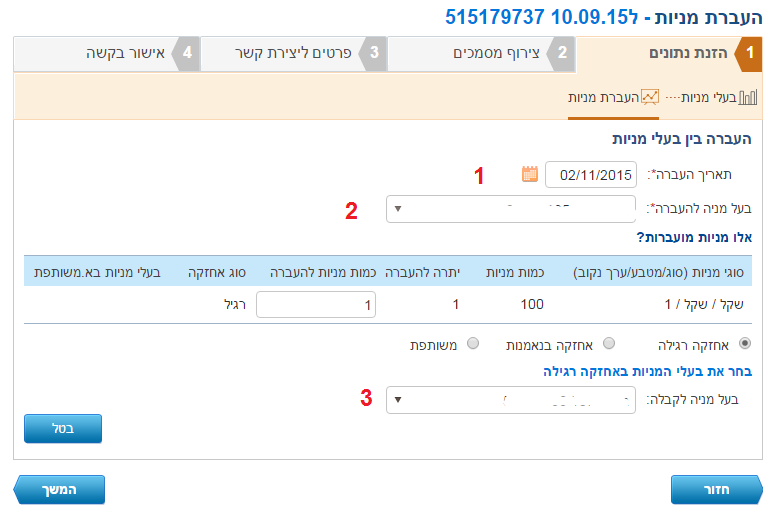 העברת מניות - ל10.09.15 515179737
1 הזנת נתונים 2 צירוף מסמכים 3 פרטים ליצירת קשר 4 אישור בקשה
בעלי מניות העברת מניות
העברה בין בעלי מניות
תאריך העברה*: 02/11/2015 1
בעל מניה להעברה*: 2
אלו מניות מועברות?
סוגי מניות (סוג/מטבע/ערך נקוב) כמות מניות יתרה להעברה כמות מניות להעברה סוג אחזקה בעלי מניות בא.משותפת
שקל / שקל / 1 100 1 1 רגיל
אחזקה רגילה אחזקה בנאמנות משותפת
בחר את בעלי המניות באחזקה רגילה
בעל מניה לקבלה: 3
בטל
חזור המשך